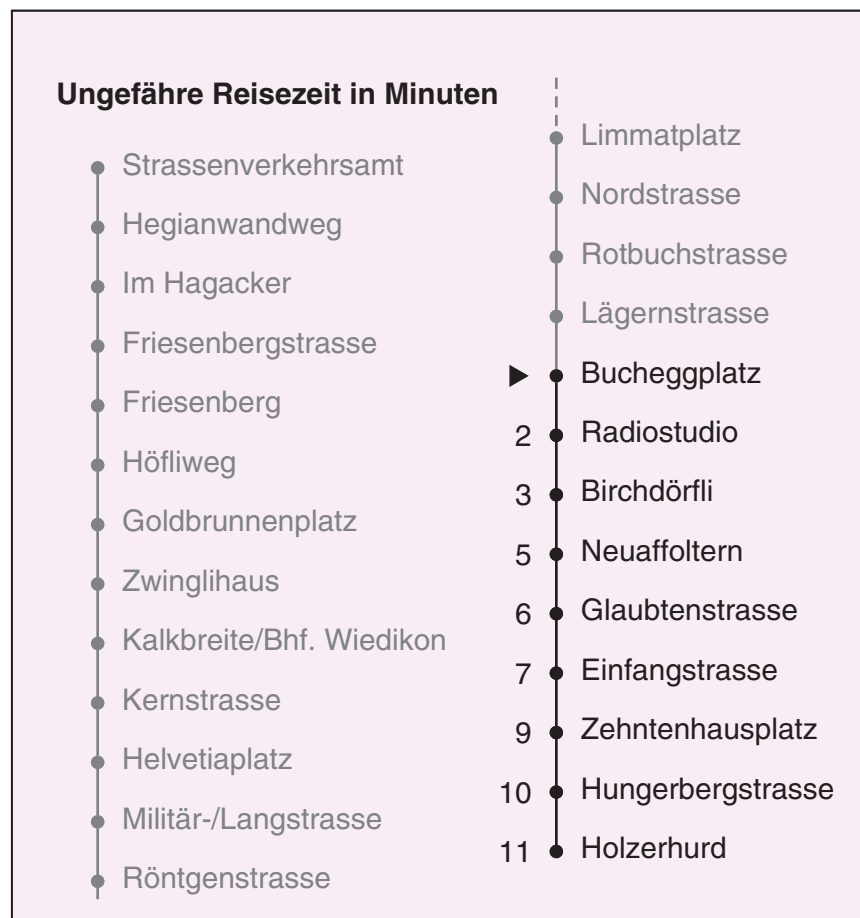 Ungefähre Reisezeit in Minuten
Strassenverkehrsamt
Hegianwandweg
Im Hagacker
Friesenbergstrasse
Friesenberg
Höfliweg
Goldbrunnenplatz
Zwinglihaus
Kalkbreite/Bhf. Wiedikon
Kernstrasse
Helvetiaplatz
Militär-/Langstrasse
Röntgenstrasse
Limmatplatz
Nordstrasse
Rotbuchstrasse
Lägernstrasse
Bucheggplatz
2 Radiostudio
3 Birchdörfli
5 Neuaffoltern
6 Glaubtenstrasse
7 Einfangstrasse
9 Zehntenhausplatz
10 Hungerbergstrasse
11 Holzerhurd